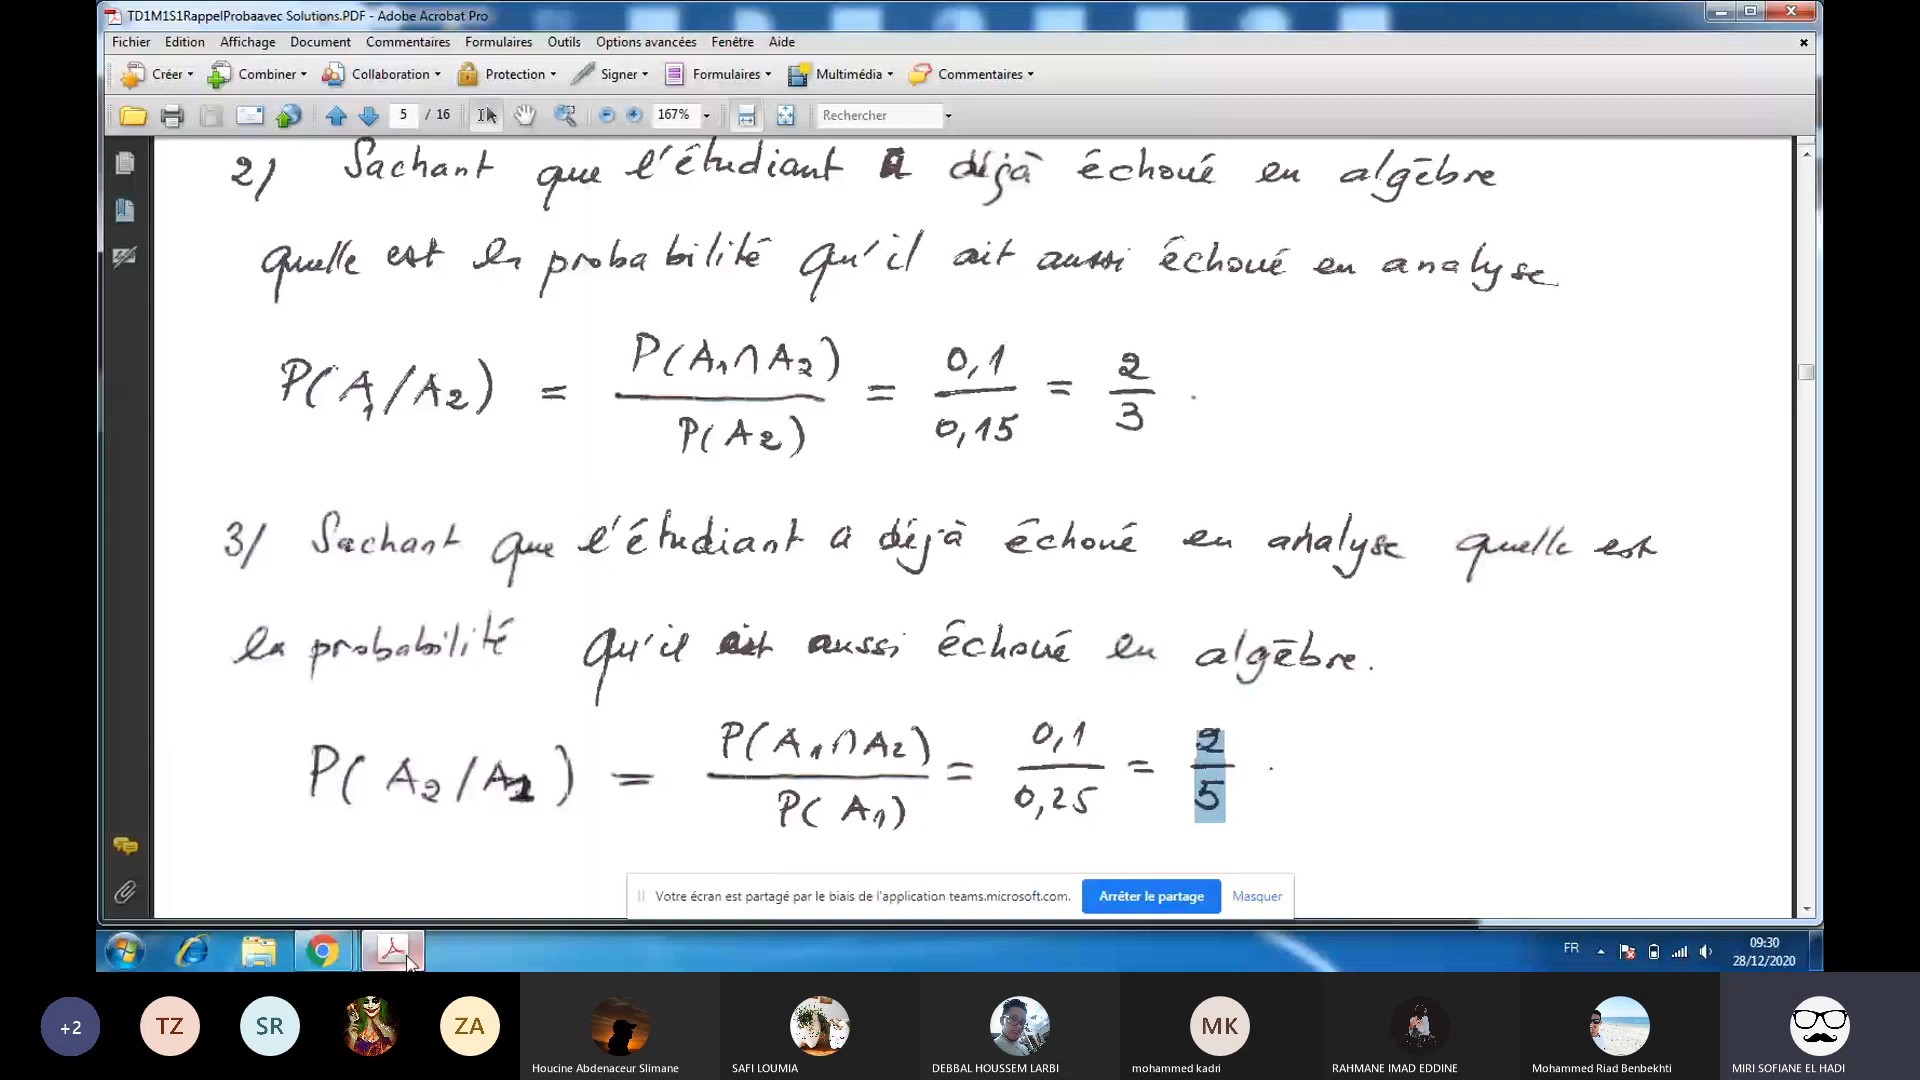 TD1M1S1RappelProbaavec Solutions.PDF - Adobe Acrobat Pro
Fichier Edition Affichage Document Commentaires Formulaires Outils Options avancées Fenêtre Aide
Créer Combiner Collaboration Protection Signer Formulaires Multimédia Commentaires
5 / 16 167% Rechercher
2) Sachant que l'étudiant a déjà échoué en algèbre
quelle est la probabilité qu'il ait aussi échoué en analyse
P(A1/A2) = P(A1∩A2) / P(A2) = 0,1 / 0,15 = 2/3 .
3) Sachant que l'étudiant a déjà échoué en analyse quelle est
la probabilité qu'il ait aussi échoué en algèbre.
P(A2/A1) = P(A1∩A2) / P(A1) = 0,1 / 0,25 = 2/5 .
Votre écran est partagé par le biais de l'application teams.microsoft.com. Arrêter le partage Masquer
FR 09:30
28/12/2020
+2 TZ SR ZA MK
Houcine Abdenaceur Slimane SAFI LOUMIA DEBBAL HOUSSEM LARBI mohammed kadri RAHMANE IMAD EDDINE Mohammed Riad Benbekhti MIRI SOFIANE EL HADI